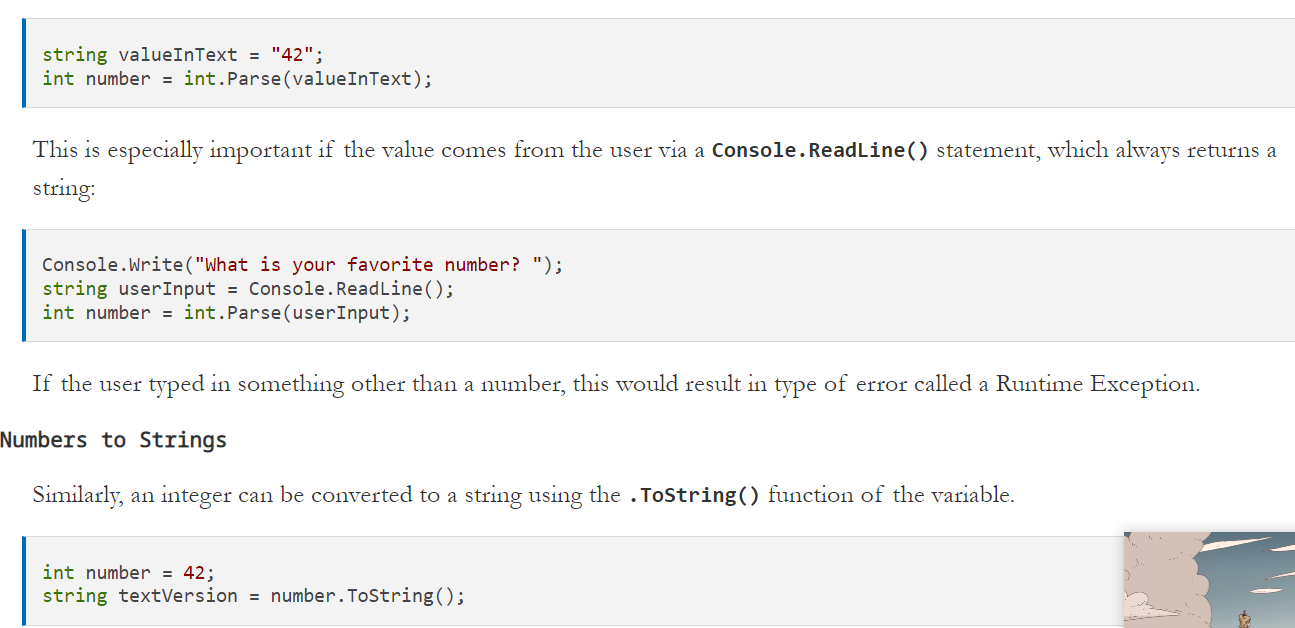 string valueInText = "42";
int number = int.Parse(valueInText);
This is especially important if the value comes from the user via a Console.ReadLine() statement, which always returns a
string:
Console.Write("What is your favorite number? ");
string userInput = Console.ReadLine();
int number = int.Parse(userInput);
If the user typed in something other than a number, this would result in type of error called a Runtime Exception.
Numbers to Strings
Similarly, an integer can be converted to a string using the .ToString() function of the variable.
int number = 42;
string textVersion = number.ToString();